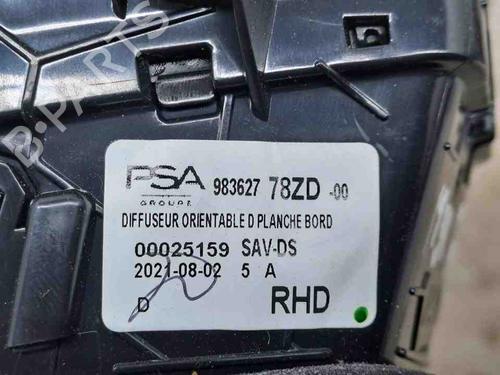 B-PARTS
PSA 983627 78ZD -00
GROUPE
DIFFUSEUR ORIENTABLE D PLANCHE BORD
00025159 SAV-DS
2021-08-02 5 A
D RHD